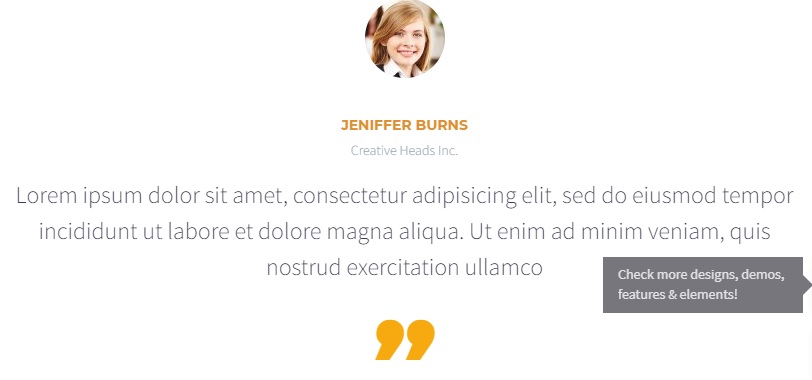 JENIFFER BURNS
Creative Heads Inc.
Lorem ipsum dolor sit amet, consectetur adipisicing elit, sed do eiusmod tempor
incididunt ut labore et dolore magna aliqua. Ut enim ad minim veniam, quis
nostrud exercitation ullamco
Check more designs, demos,
features & elements!
”